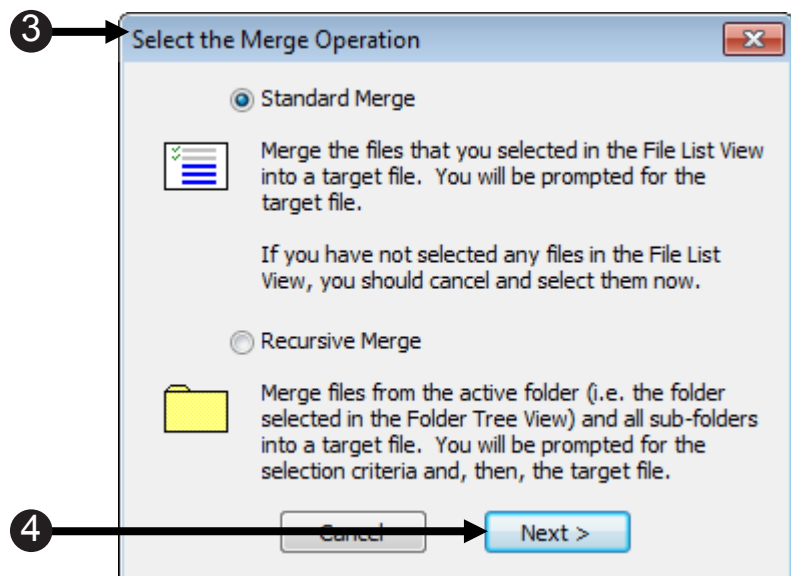 3
Select the Merge Operation
Standard Merge
Merge the files that you selected in the File List View
into a target file. You will be prompted for the
target file.
If you have not selected any files in the File List
View, you should cancel and select them now.
Recursive Merge
Merge files from the active folder (i.e. the folder
selected in the Folder Tree View) and all sub-folders
into a target file. You will be prompted for the
selection criteria and, then, the target file.
4
Cancel
Next >